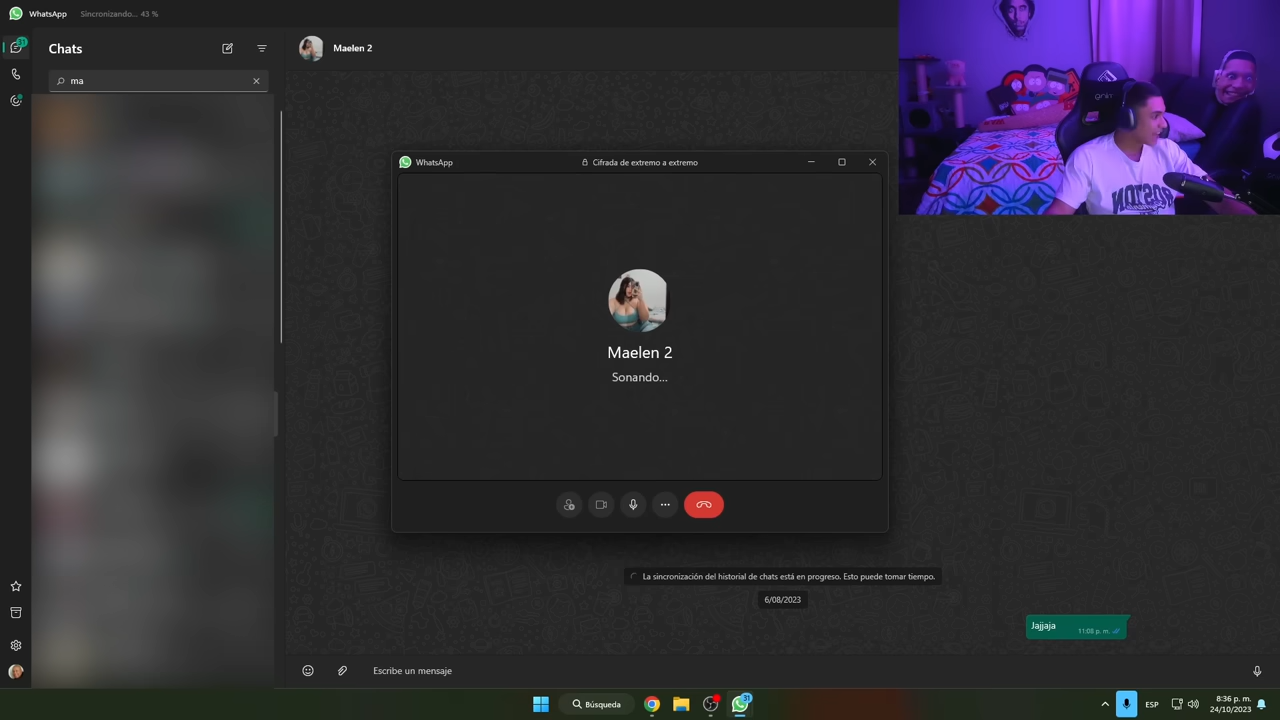 WhatsApp
Sincronizando... 43 %
31
Chats
ma
Maelen 2
WhatsApp
Cifrada de extremo a extremo
Maelen 2
Sonando...
La sincronización del historial de chats está en progreso. Esto puede tomar tiempo.
6/08/2023
Jajjaja
11:08 p. m.
Escribe un mensaje
Búsqueda
31
ESP
8:36 p. m.
24/10/2023